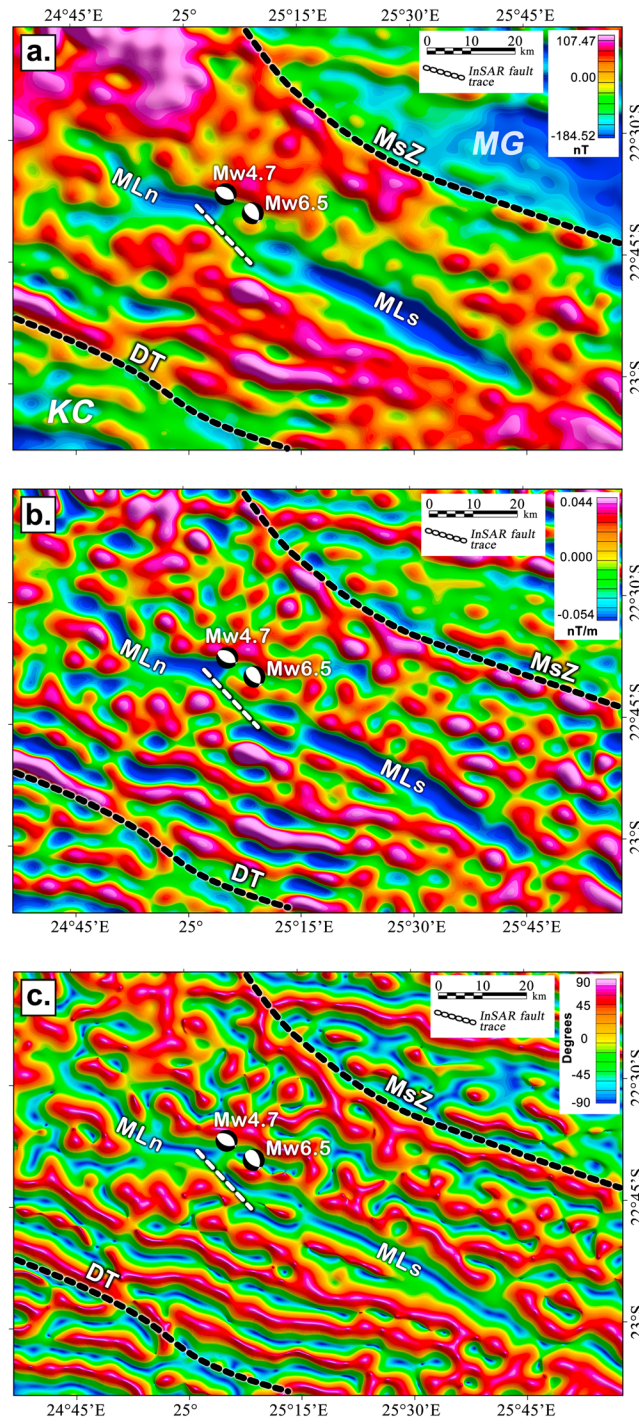 24°45'E 25° 25°15'E 25°30'E 25°45'E
a.
0 10 20
km
InSAR fault
trace
107.47
0.00
-184.52
nT
MsZ
MG
22°30'S
Mw4.7
MLn
Mw6.5
22°45'S
MLs
DT
23°S
KC
b.
0 10 20
km
InSAR fault
trace
0.044
0.000
-0.054
nT/m
22°30'S
Mw4.7
MLn
Mw6.5
MsZ
22°45'S
MLs
23°S
DT
24°45'E 25° 25°15'E 25°30'E 25°45'E
c.
0 10 20
km
InSAR fault
trace
90
45
0
-45
-90
Degrees
MsZ
22°30'S
Mw4.7
MLn
Mw6.5
22°45'S
MLs
DT
23°S
24°45'E 25° 25°15'E 25°30'E 25°45'E